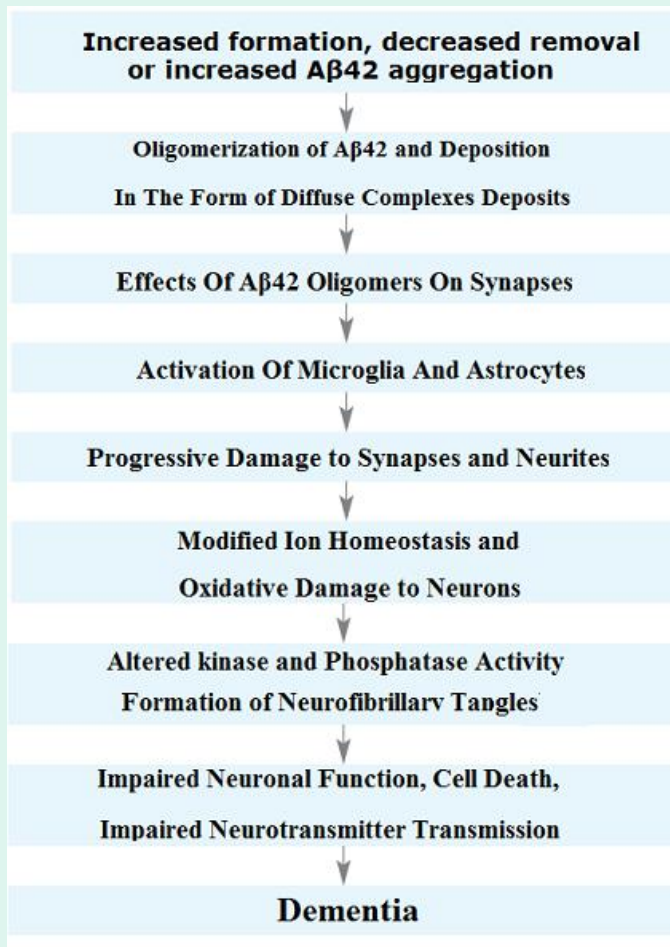 Increased formation, decreased removal
or increased Aβ42 aggregation
Oligomerization of Aβ42 and Deposition
In The Form of Diffuse Complexes Deposits
Effects Of Aβ42 Oligomers On Synapses
Activation Of Microglia And Astrocytes
Progressive Damage to Synapses and Neurites
Modified Ion Homeostasis and
Oxidative Damage to Neurons
Altered kinase and Phosphatase Activity
Formation of Neurofibrillary Tangles
Impaired Neuronal Function, Cell Death,
Impaired Neurotransmitter Transmission
Dementia